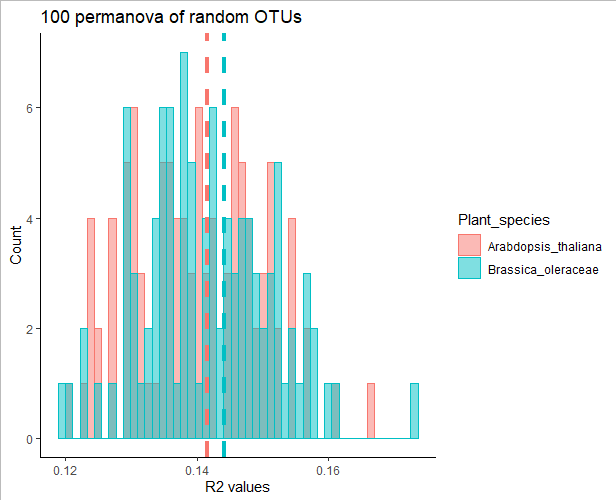 100 permanova of random OTUs
6
4
2
0
Count
0.12
0.14
0.16
R2 values
Plant_species
Arabdopsis_thaliana
Brassica_oleraceae